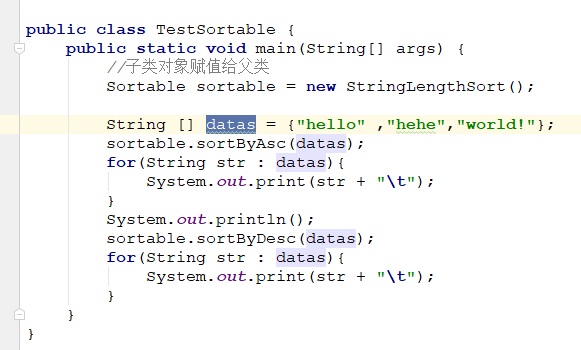 public class TestSortable {
public static void main(String[] args) {
//子类对象赋值给父类
Sortable sortable = new StringLengthSort();
String [] datas = {"hello" ,"hehe","world!"};
sortable.sortByAsc(datas);
for(String str : datas){
System.out.print(str + "\t");
}
System.out.println();
sortable.sortByDesc(datas);
for(String str : datas){
System.out.print(str + "\t");
}
}
}